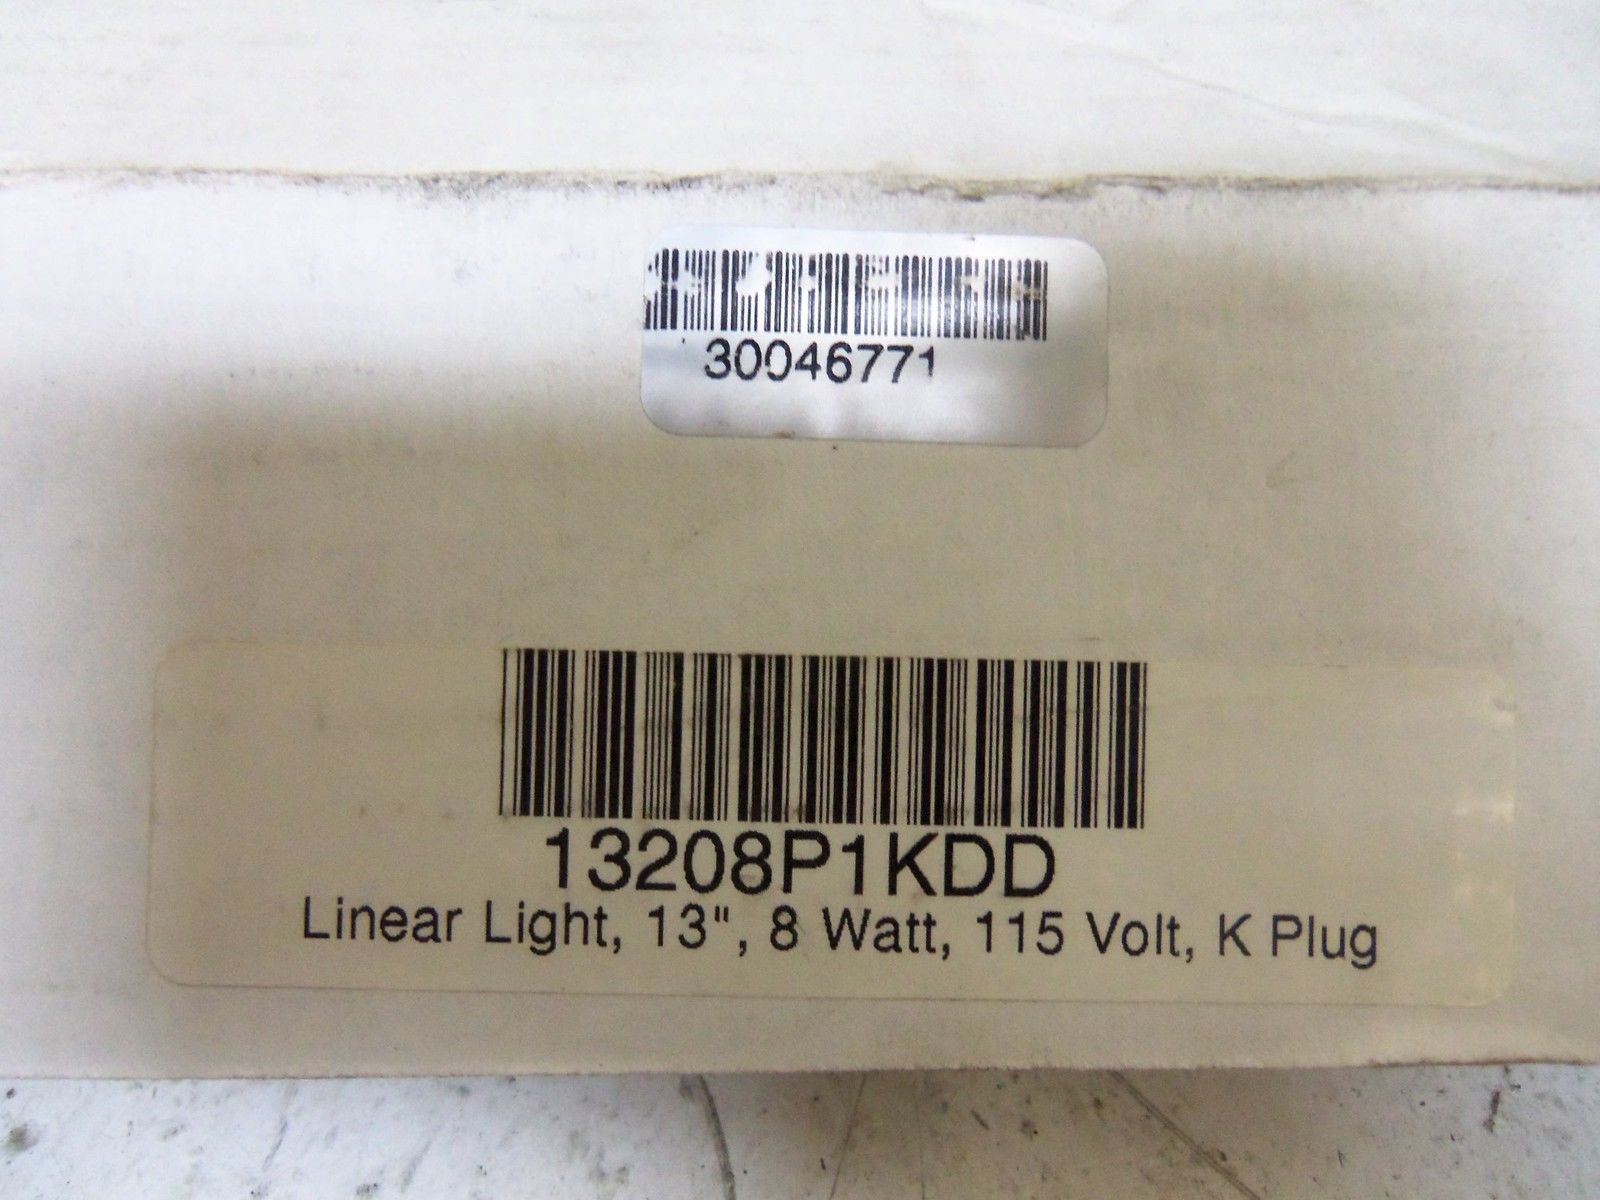 30046771
13208P1KDD
Linear Light, 13", 8 Watt, 115 Volt, K Plug